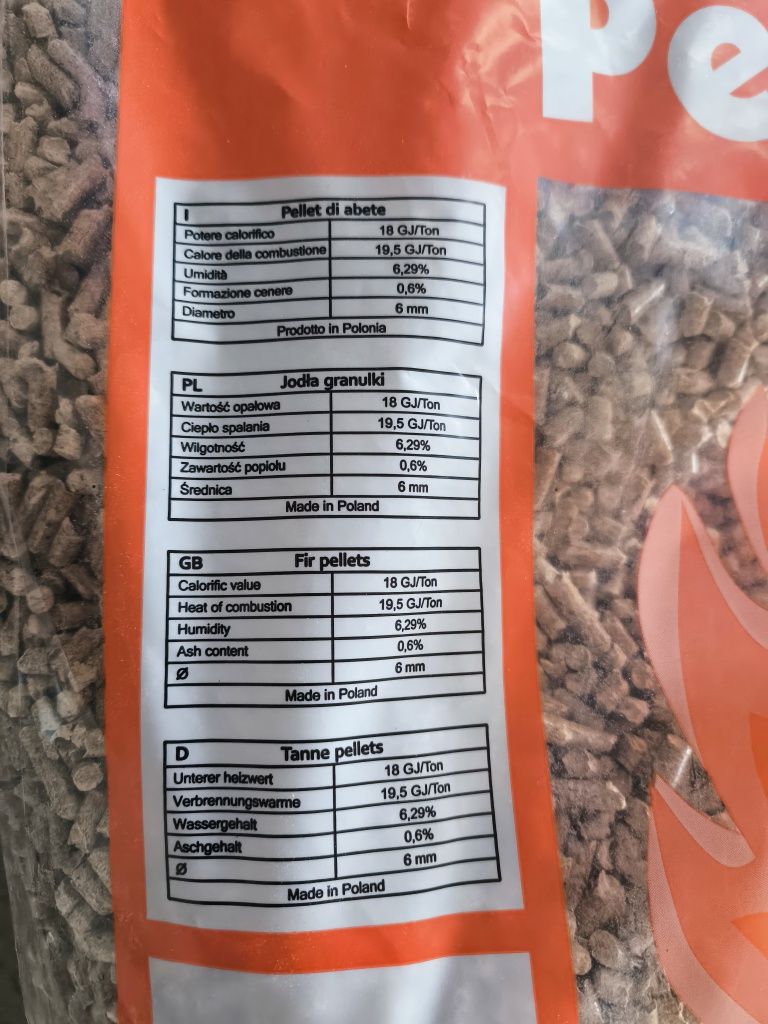 Pe
I Pellet di abete
Potere calorifico 18 GJ/Ton
Calore della combustione 19,5 GJ/Ton
Umidità 6,29%
Formazione cenere 0,6%
Diametro 6 mm
Prodotto in Polonia
PL Jodła granulki
Wartość opałowa 18 GJ/Ton
Ciepło spalania 19,5 GJ/Ton
Wilgotność 6,29%
Zawartość popiołu 0,6%
Średnica 6 mm
Made in Poland
GB Fir pellets
Calorific value 18 GJ/Ton
Heat of combustion 19,5 GJ/Ton
Humidity 6,29%
Ash content 0,6%
Ø 6 mm
Made in Poland
D Tanne pellets
Unterer heizwert 18 GJ/Ton
Verbrennungswarme 19,5 GJ/Ton
Wassergehalt 6,29%
Aschgehalt 0,6%
Ø 6 mm
Made in Poland